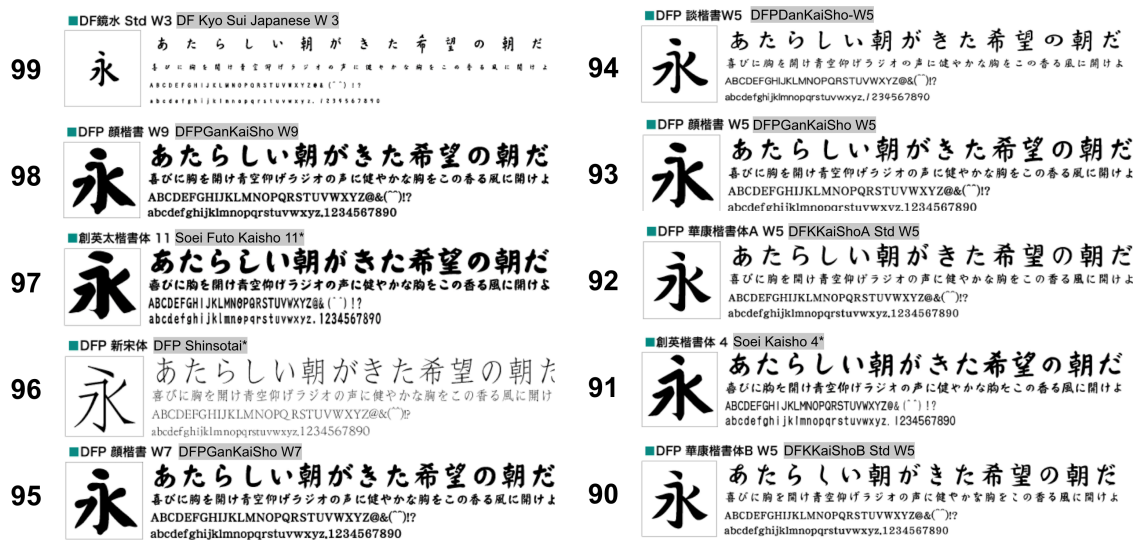 99
■DF鏡水 Std W3 DF Kyo Sui Japanese W 3
永
あたらしい朝がきた希望の朝だ
喜びに胸を開け青空仰げラジオの声に健やかな胸をこの香る風に開けよ
ABCDEFGHIJKLMNOPQRSTUVWXYZ@&(⌒)!?
abcdefghijklmnopqrstuvwxyz.1234567890
98
■DFP 顔楷書 W9 DFPGanKaiSho W9
永
あたらしい朝がきた希望の朝だ
喜びに胸を開け青空仰げラジオの声に健やかな胸をこの香る風に開けよ
ABCDEFGHIJKLMNOPQRSTUVWXYZ@&(⌒)!?
abcdefghijklmnopqrstuvwxyz.1234567890
97
■創英太楷書体 11 Soei Futo Kaisho 11*
永
あたらしい朝がきた希望の朝だ
喜びに胸を開け青空仰げラジオの声に健やかな胸をこの香る風に開けよ
ABCDEFGHIJKLMNOPQRSTUVWXYZ@&(⌒)!?
abcdefghijklmnopqrstuvwxyz.1234567890
96
■DFP 新宋体 DFP Shinsotai*
永
あたらしい朝がきた希望の朝た
喜びに胸を開け青空仰げラジオの声に健やかな胸をこの香る風に開け
ABCDEFGHIJKLMNOPQRSTUVWXYZ@&(⌒)!?
abcdefghijklmnopqrstuvwxyz.1234567890
95
■DFP 顔楷書 W7 DFPGanKaiSho W7
永
あたらしい朝がきた希望の朝だ
喜びに胸を開け青空仰げラジオの声に健やかな胸をこの香る風に開けよ
ABCDEFGHIJKLMNOPQRSTUVWXYZ@&(⌒)!?
abcdefghijklmnopqrstuvwxyz.1234567890
94
■DFP 談楷書W5 DFPDanKaiSho-W5
永
あたらしい朝がきた希望の朝だ
喜びに胸を開け青空仰げラジオの声に健やかな胸をこの香る風に開けよ
ABCDEFGHIJKLMNOPQRSTUVWXYZ@&(⌒)!?
abcdefghijklmnopqrstuvwxyz.1234567890
93
■DFP 顔楷書 W5 DFPGanKaiSho W5
永
あたらしい朝がきた希望の朝だ
喜びに胸を開け青空仰げラジオの声に健やかな胸をこの香る風に開けよ
ABCDEFGHIJKLMNOPQRSTUVWXYZ@&(⌒)!?
abcdefghijklmnopqrstuvwxyz.1234567890
92
■DFP 華康楷書体A W5 DFKKaiShoA Std W5
永
あたらしい朝がきた希望の朝だ
喜びに胸を開け青空仰げラジオの声に健やかな胸をこの香る風に開けよ
ABCDEFGHIJKLMNOPQRSTUVWXYZ@&(⌒)!?
abcdefghijklmnopqrstuvwxyz.1234567890
91
■創英楷書体 4 Soei Kaisho 4*
永
あたらしい朝がきた希望の朝だ
喜びに胸を開け青空仰げラジオの声に健やかな胸をこの香る風に開けよ
ABCDEFGHIJKLMNOPQRSTUVWXYZ@&(⌒)!?
abcdefghijklmnopqrstuvwxyz.1234567890
90
■DFP 華康楷書体B W5 DFKKaiShoB Std W5
永
あたらしい朝がきた希望の朝だ
喜びに胸を開け青空仰げラジオの声に健やかな胸をこの香る風に開けよ
ABCDEFGHIJKLMNOPQRSTUVWXYZ@&(⌒)!?
abcdefghijklmnopqrstuvwxyz.1234567890